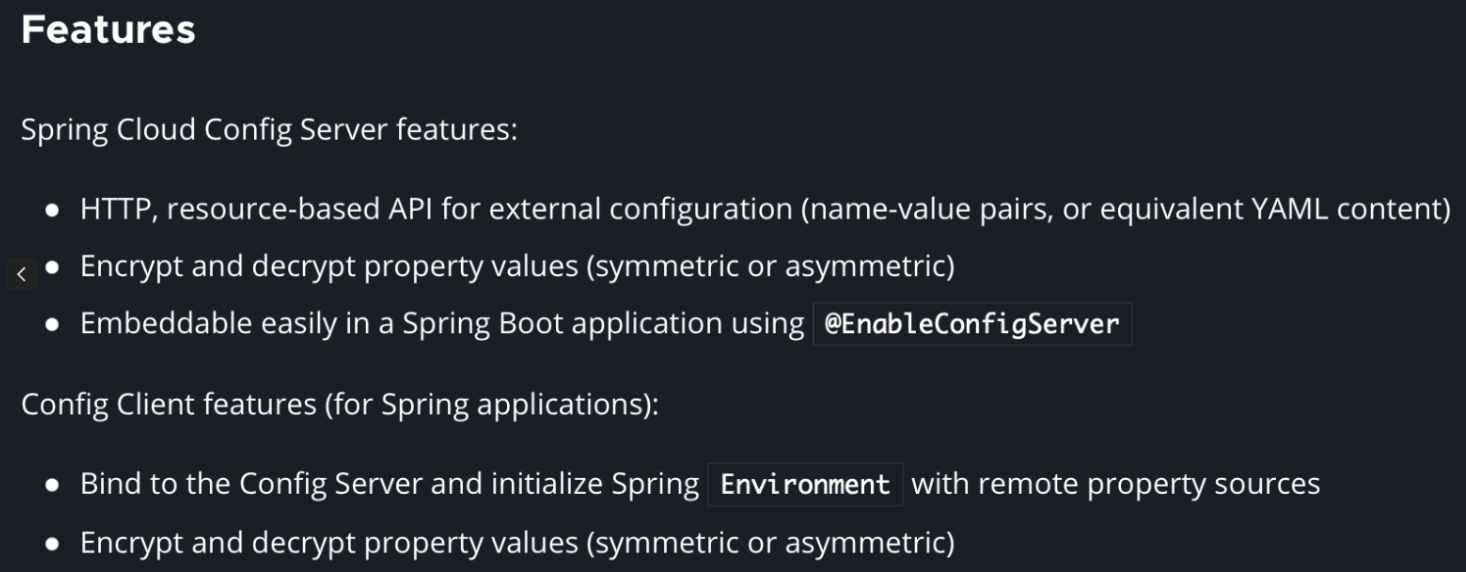 Features
Spring Cloud Config Server features:
• HTTP, resource-based API for external configuration (name-value pairs, or equivalent YAML content)
• Encrypt and decrypt property values (symmetric or asymmetric)
• Embeddable easily in a Spring Boot application using @EnableConfigServer
Config Client features (for Spring applications):
• Bind to the Config Server and initialize Spring Environment with remote property sources
• Encrypt and decrypt property values (symmetric or asymmetric)